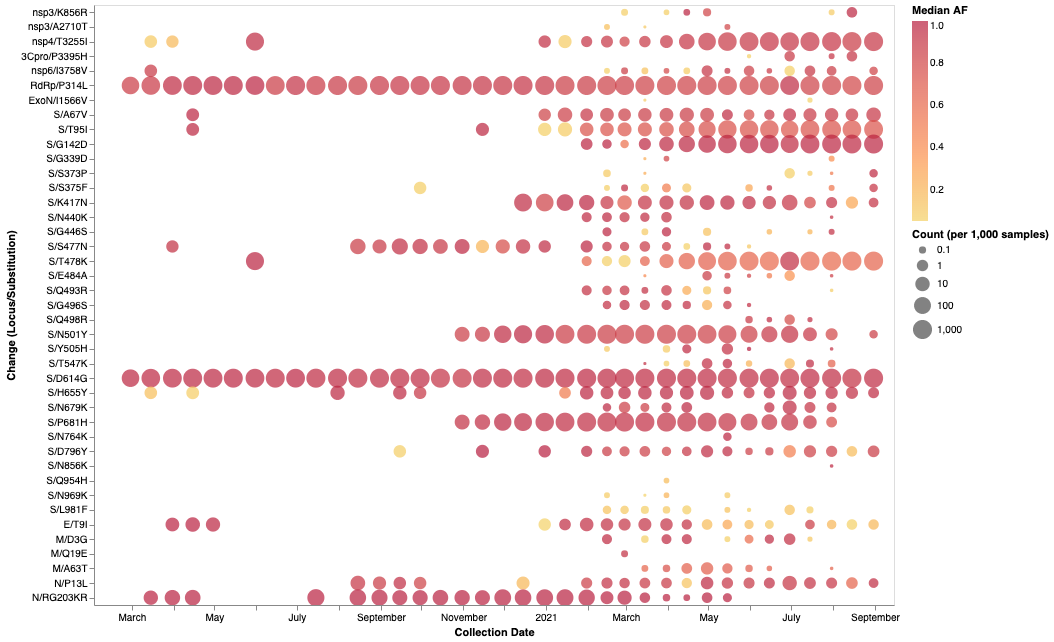 Change (Locus/Substitution)
nsp3/K856R
nsp3/A2710T
nsp4/T3255I
3Cpro/P3395H
nsp6/I3758V
RdRp/P314L
ExoN/I1566V
S/A67V
S/T95I
S/G142D
S/G339D
S/S373P
S/S375F
S/K417N
S/N440K
S/G446S
S/S477N
S/T478K
S/E484A
S/Q493R
S/G496S
S/Q498R
S/N501Y
S/Y505H
S/T547K
S/D614G
S/H655Y
S/N679K
S/P681H
S/N764K
S/D796Y
S/N856K
S/Q954H
S/N969K
S/L981F
E/T9I
M/D3G
M/Q19E
M/A63T
N/P13L
N/RG203KR
March May July September November 2021 March May July September
Collection Date
Median AF
1.0
0.8
0.6
0.4
0.2
Count (per 1,000 samples)
0.1
1
10
100
1,000